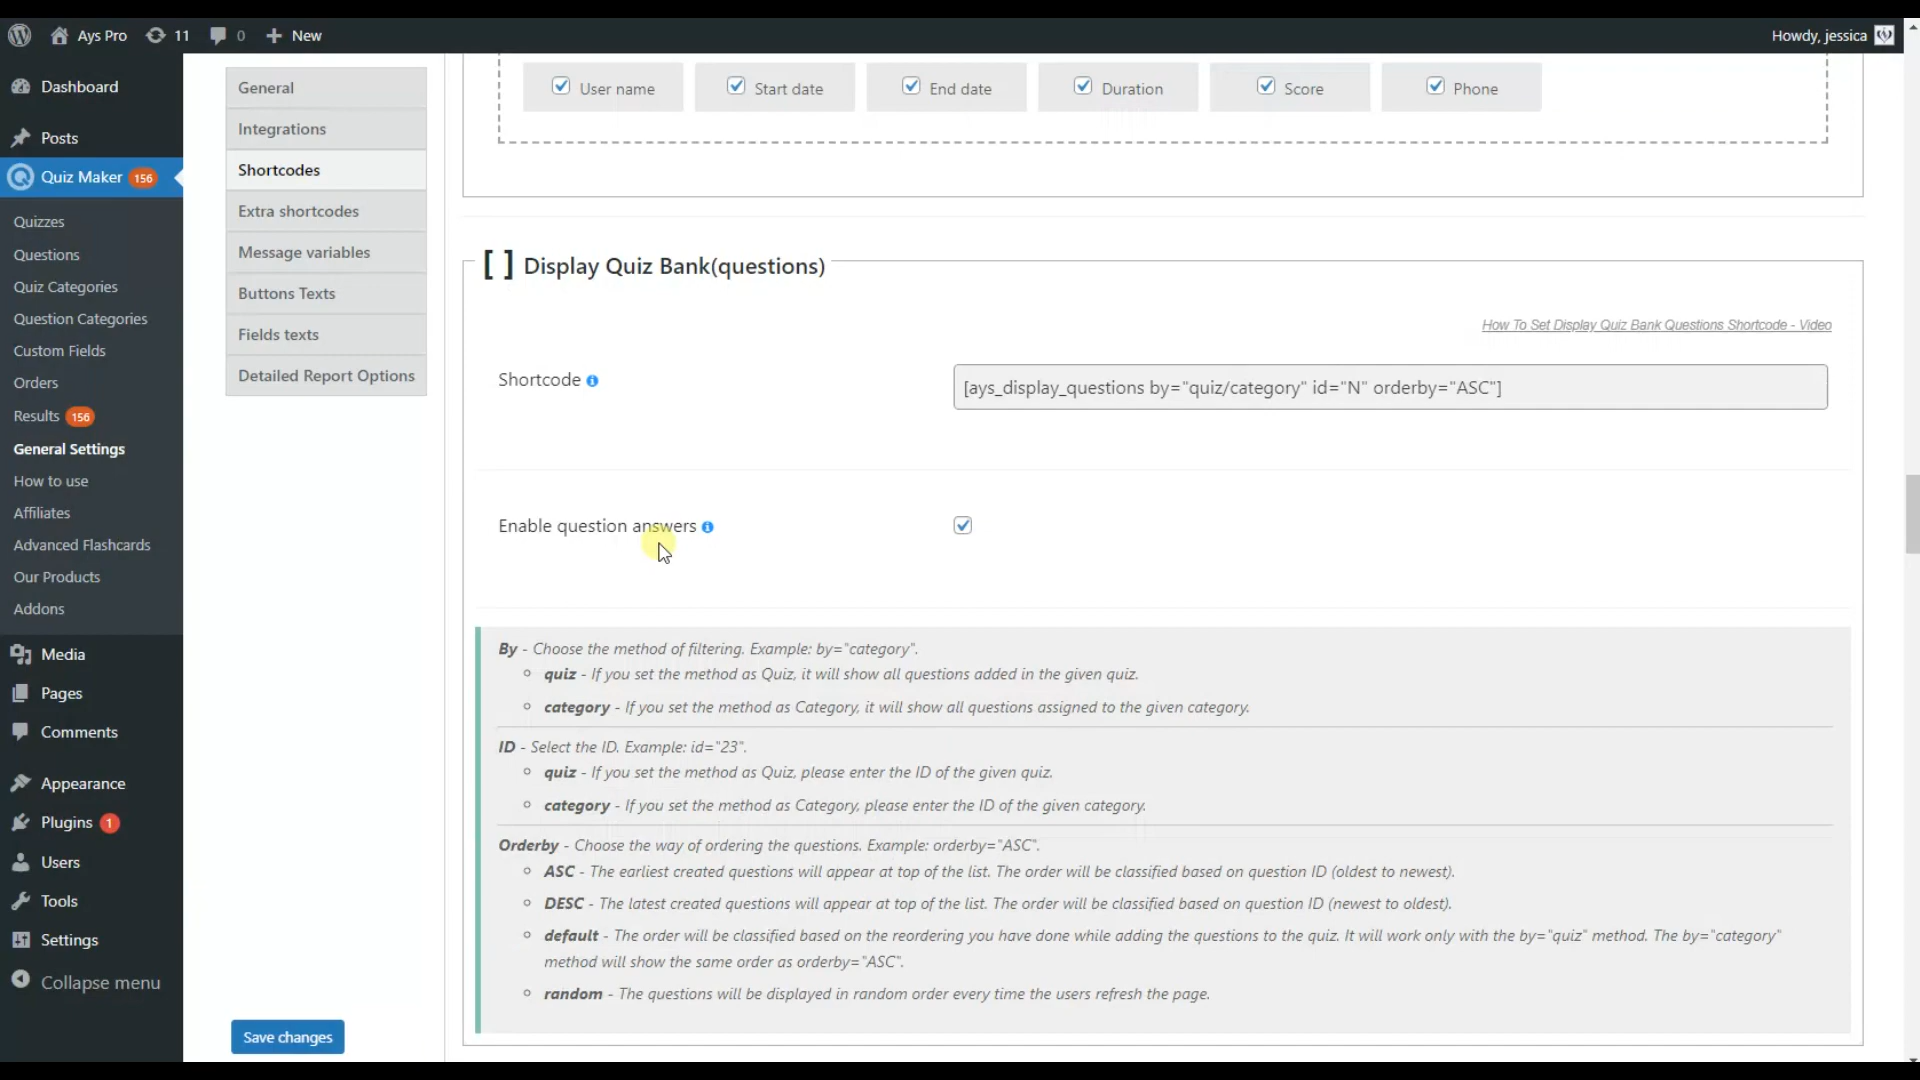 Ays Pro 11 0 New Howdy, jessica
Dashboard
Posts
Quiz Maker 156
Quizzes
Questions
Quiz Categories
Question Categories
Custom Fields
Orders
Results 156
General Settings
How to use
Affiliates
Advanced Flashcards
Our Products
Addons
Media
Pages
Comments
Appearance
Plugins 1
Users
Tools
Settings
Collapse menu
General
Integrations
Shortcodes
Extra shortcodes
Message variables
Buttons Texts
Fields texts
Detailed Report Options
Save changes
User name Start date End date Duration Score Phone
[ ] Display Quiz Bank(questions)
How To Set Display Quiz Bank Questions Shortcode - Video
Shortcode [ays_display_questions by="quiz/category" id="N" orderby="ASC"]
Enable question answers
By - Choose the method of filtering. Example: by="category".
quiz - If you set the method as Quiz, it will show all questions added in the given quiz.
category - If you set the method as Category, it will show all questions assigned to the given category.
ID - Select the ID. Example: id="23".
quiz - If you set the method as Quiz, please enter the ID of the given quiz.
category - If you set the method as Category, please enter the ID of the given category.
Orderby - Choose the way of ordering the questions. Example: orderby="ASC".
ASC - The earliest created questions will appear at top of the list. The order will be classified based on question ID (oldest to newest).
DESC - The latest created questions will appear at top of the list. The order will be classified based on question ID (newest to oldest).
default - The order will be classified based on the reordering you have done while adding the questions to the quiz. It will work only with the by="quiz" method. The by="category"
method will show the same order as orderby="ASC".
random - The questions will be displayed in random order every time the users refresh the page.